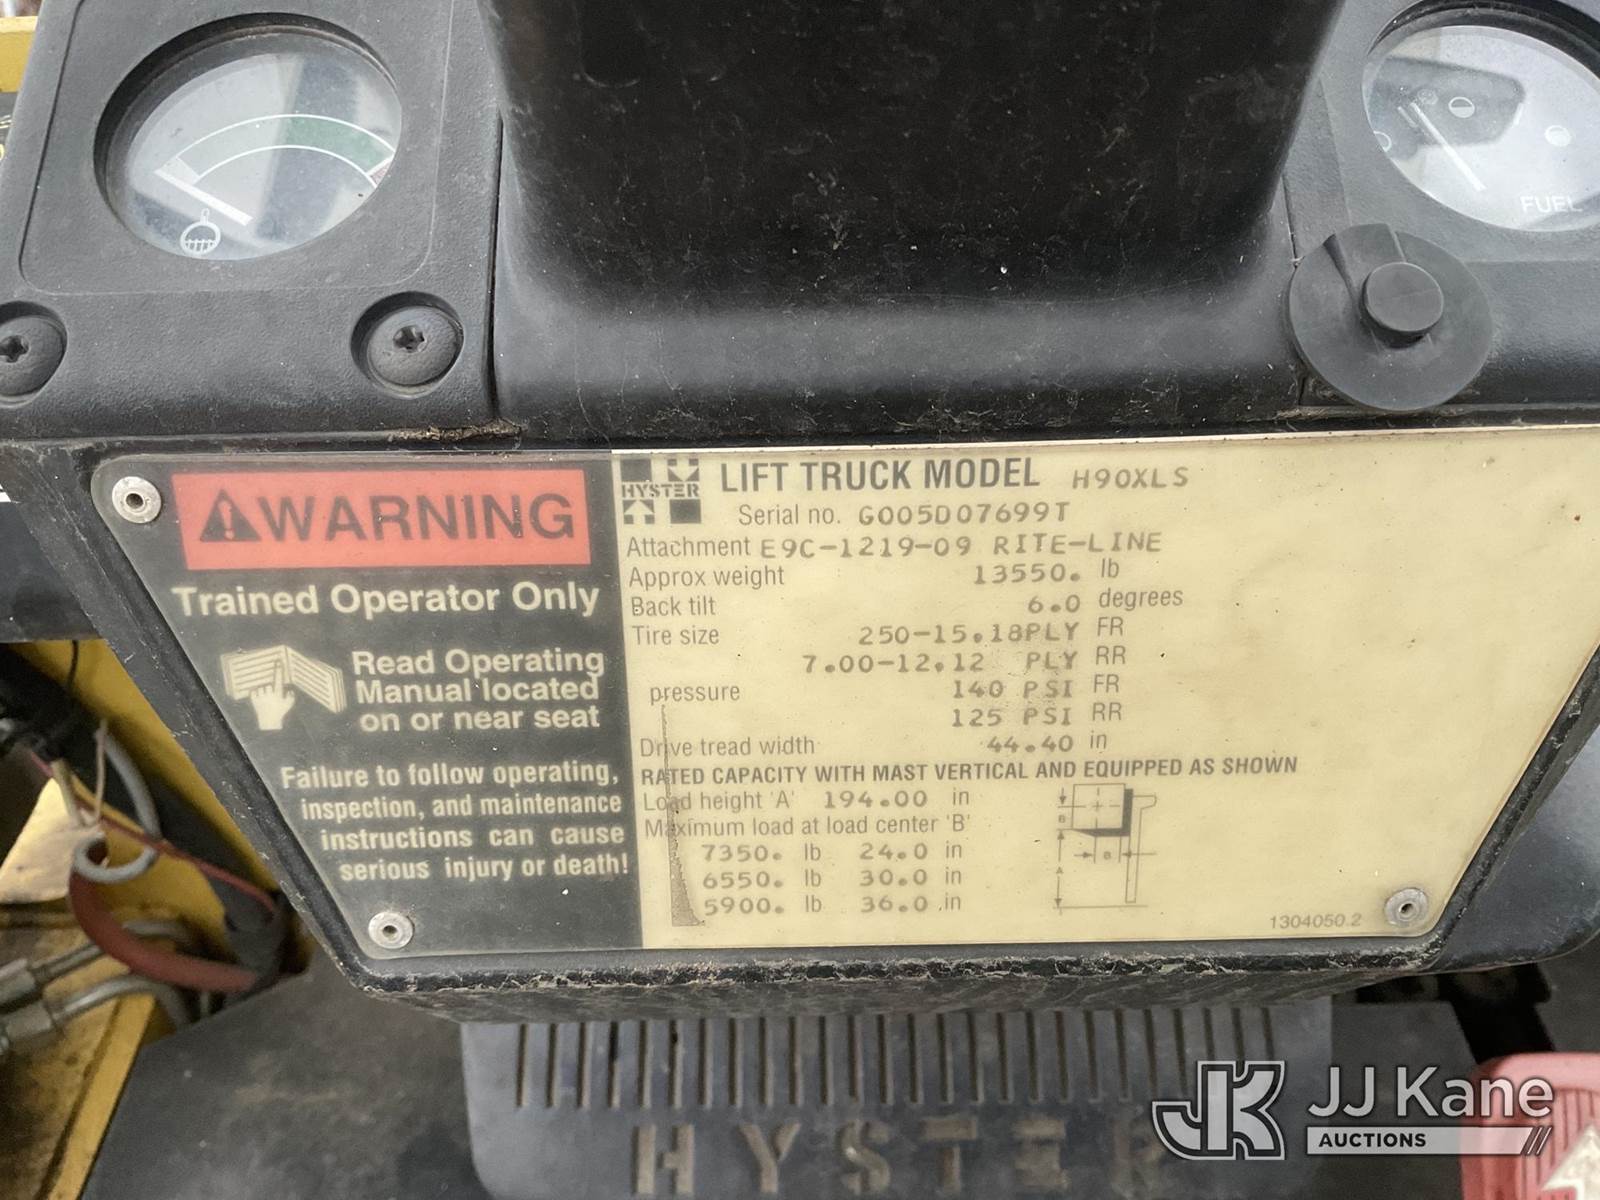 FUEL
WARNING
Trained Operator Only
Read Operating
Manual located
on or near seat
Failure to follow operating,
inspection, and maintenance
instructions can cause
serious injury or death!
HYSTER
LIFT TRUCK MODEL H90XLS
Serial no. G005D07699T
Attachment E9C-1219-09 RITE-LINE
Approx weight 13550. lb
Back tilt 6.0 degrees
Tire size 250-15.18PLY FR
7.00-12.12 PLY RR
pressure 140 PSI FR
125 PSI RR
Drive tread width 44.40 in
RATED CAPACITY WITH MAST VERTICAL AND EQUIPPED AS SHOWN
Load height 'A' 194.00 in
Maximum load at load center 'B'
7350. lb 24.0 in
6550. lb 30.0 in
5900. lb 36.0 in
B
B
A
1304050.2
HYSTER
JK JJ Kane
AUCTIONS